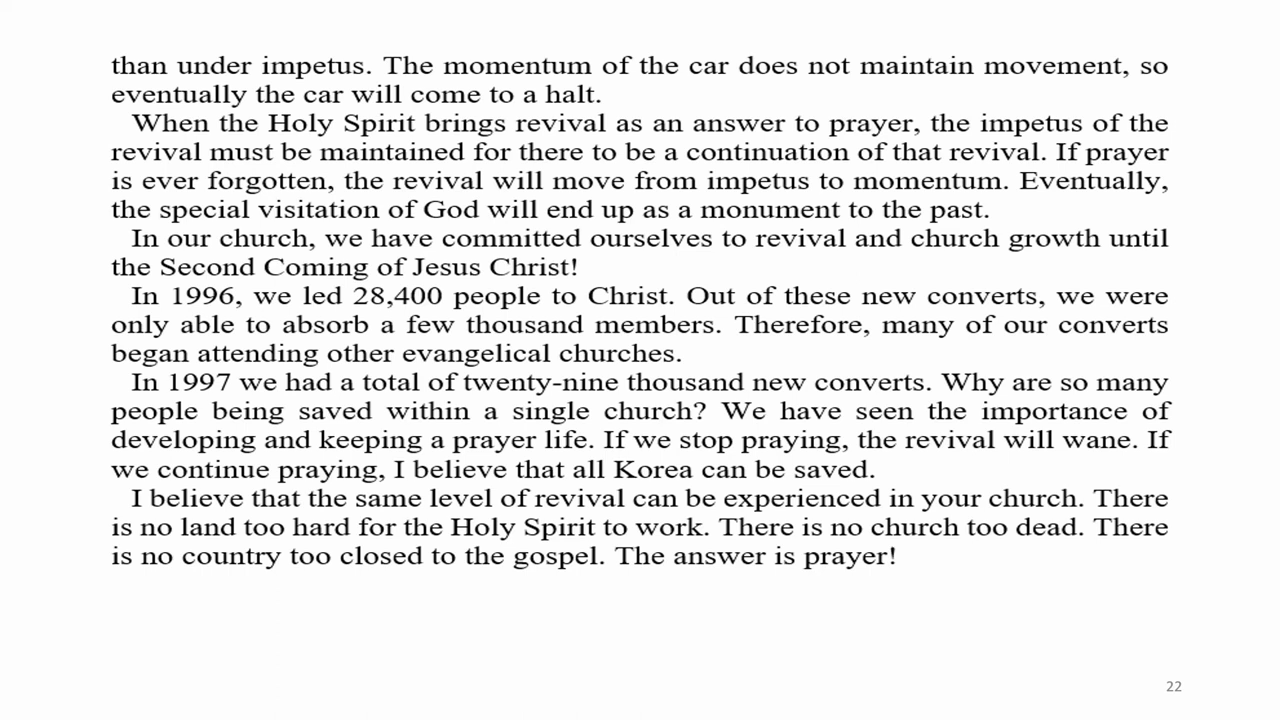 than under impetus. The momentum of the car does not maintain movement, so
eventually the car will come to a halt.
When the Holy Spirit brings revival as an answer to prayer, the impetus of the
revival must be maintained for there to be a continuation of that revival. If prayer
is ever forgotten, the revival will move from impetus to momentum. Eventually,
the special visitation of God will end up as a monument to the past.
In our church, we have committed ourselves to revival and church growth until
the Second Coming of Jesus Christ!
In 1996, we led 28,400 people to Christ. Out of these new converts, we were
only able to absorb a few thousand members. Therefore, many of our converts
began attending other evangelical churches.
In 1997 we had a total of twenty-nine thousand new converts. Why are so many
people being saved within a single church? We have seen the importance of
developing and keeping a prayer life. If we stop praying, the revival will wane. If
we continue praying, I believe that all Korea can be saved.
I believe that the same level of revival can be experienced in your church. There
is no land too hard for the Holy Spirit to work. There is no church too dead. There
is no country too closed to the gospel. The answer is prayer!
22